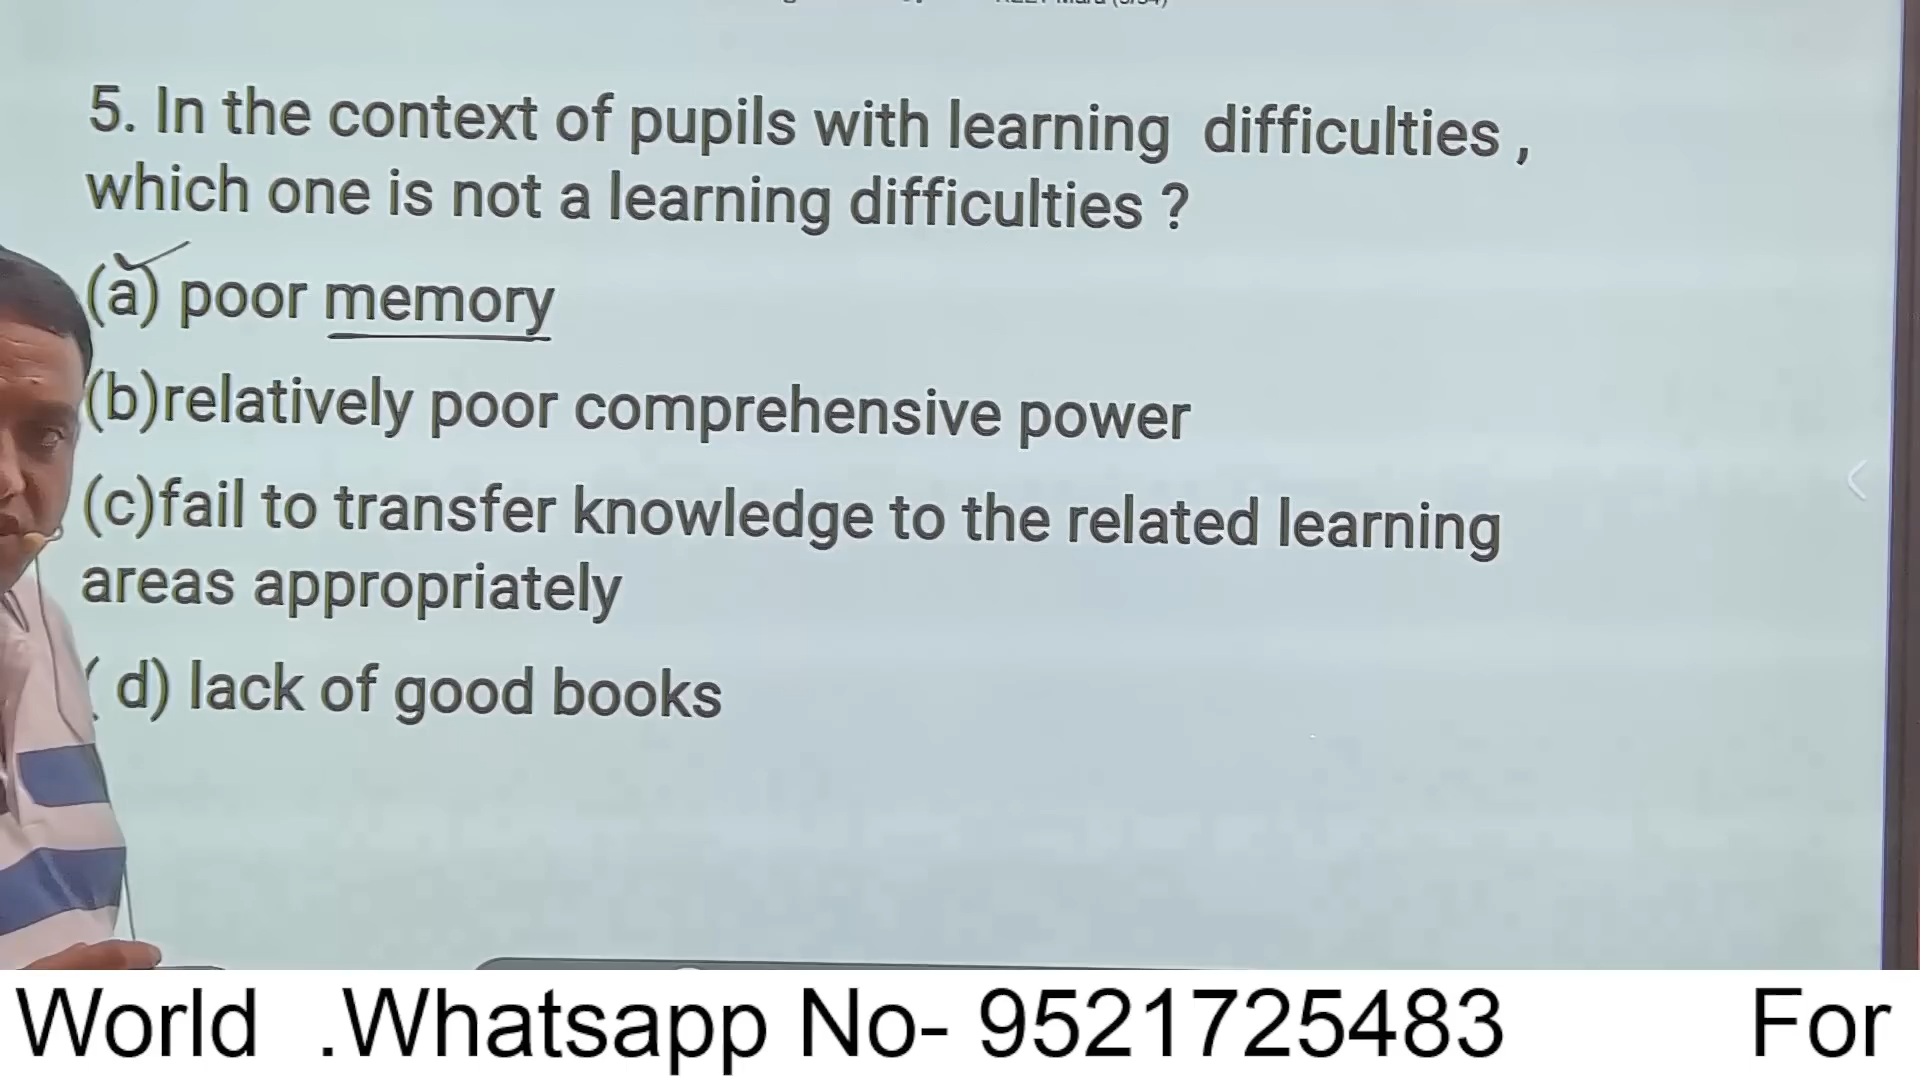 5. In the context of pupils with learning difficulties ,
which one is not a learning difficulties ?
(a) poor memory
(b)relatively poor comprehensive power
(c)fail to transfer knowledge to the related learning
areas appropriately
( d) lack of good books
World .Whatsapp No- 9521725483 For